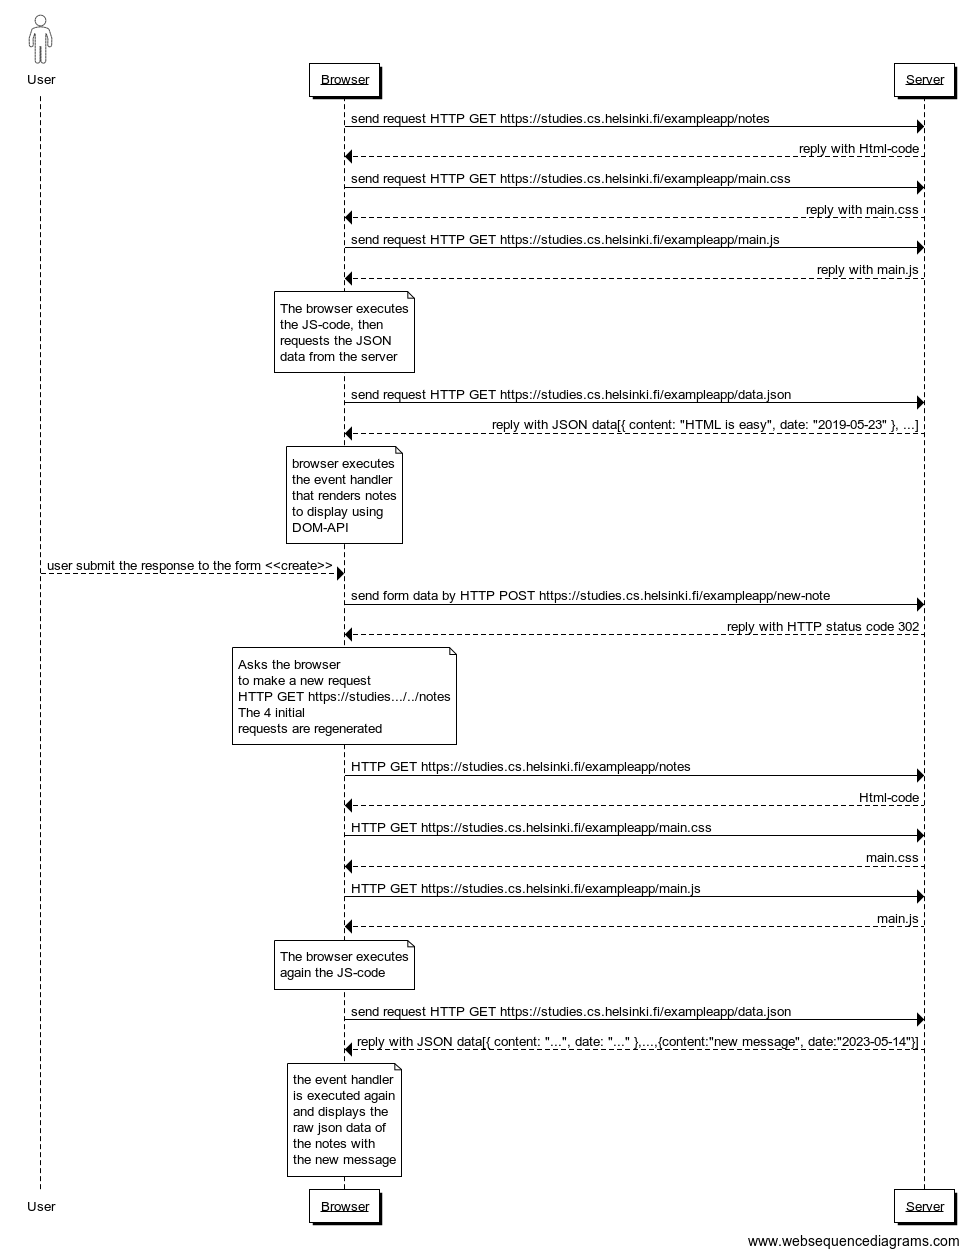 User
Browser
Server
send request HTTP GET https://studies.cs.helsinki.fi/exampleapp/notes
reply with Html-code
send request HTTP GET https://studies.cs.helsinki.fi/exampleapp/main.css
reply with main.css
send request HTTP GET https://studies.cs.helsinki.fi/exampleapp/main.js
reply with main.js
The browser executes
the JS-code, then
requests the JSON
data from the server
send request HTTP GET https://studies.cs.helsinki.fi/exampleapp/data.json
reply with JSON data[{ content: "HTML is easy", date: "2019-05-23" }, ...]
browser executes
the event handler
that renders notes
to display using
DOM-API
user submit the response to the form <<create>>
send form data by HTTP POST https://studies.cs.helsinki.fi/exampleapp/new-note
reply with HTTP status code 302
Asks the browser
to make a new request
HTTP GET https://studies.../../notes
The 4 initial
requests are regenerated
HTTP GET https://studies.cs.helsinki.fi/exampleapp/notes
Html-code
HTTP GET https://studies.cs.helsinki.fi/exampleapp/main.css
main.css
HTTP GET https://studies.cs.helsinki.fi/exampleapp/main.js
main.js
The browser executes
again the JS-code
send request HTTP GET https://studies.cs.helsinki.fi/exampleapp/data.json
reply with JSON data[{ content: "...", date: "..." },...,{content:"new message", date:"2023-05-14"}]
the event handler
is executed again
and displays the
raw json data of
the notes with
the new message
User
Browser
Server
www.websequencediagrams.com